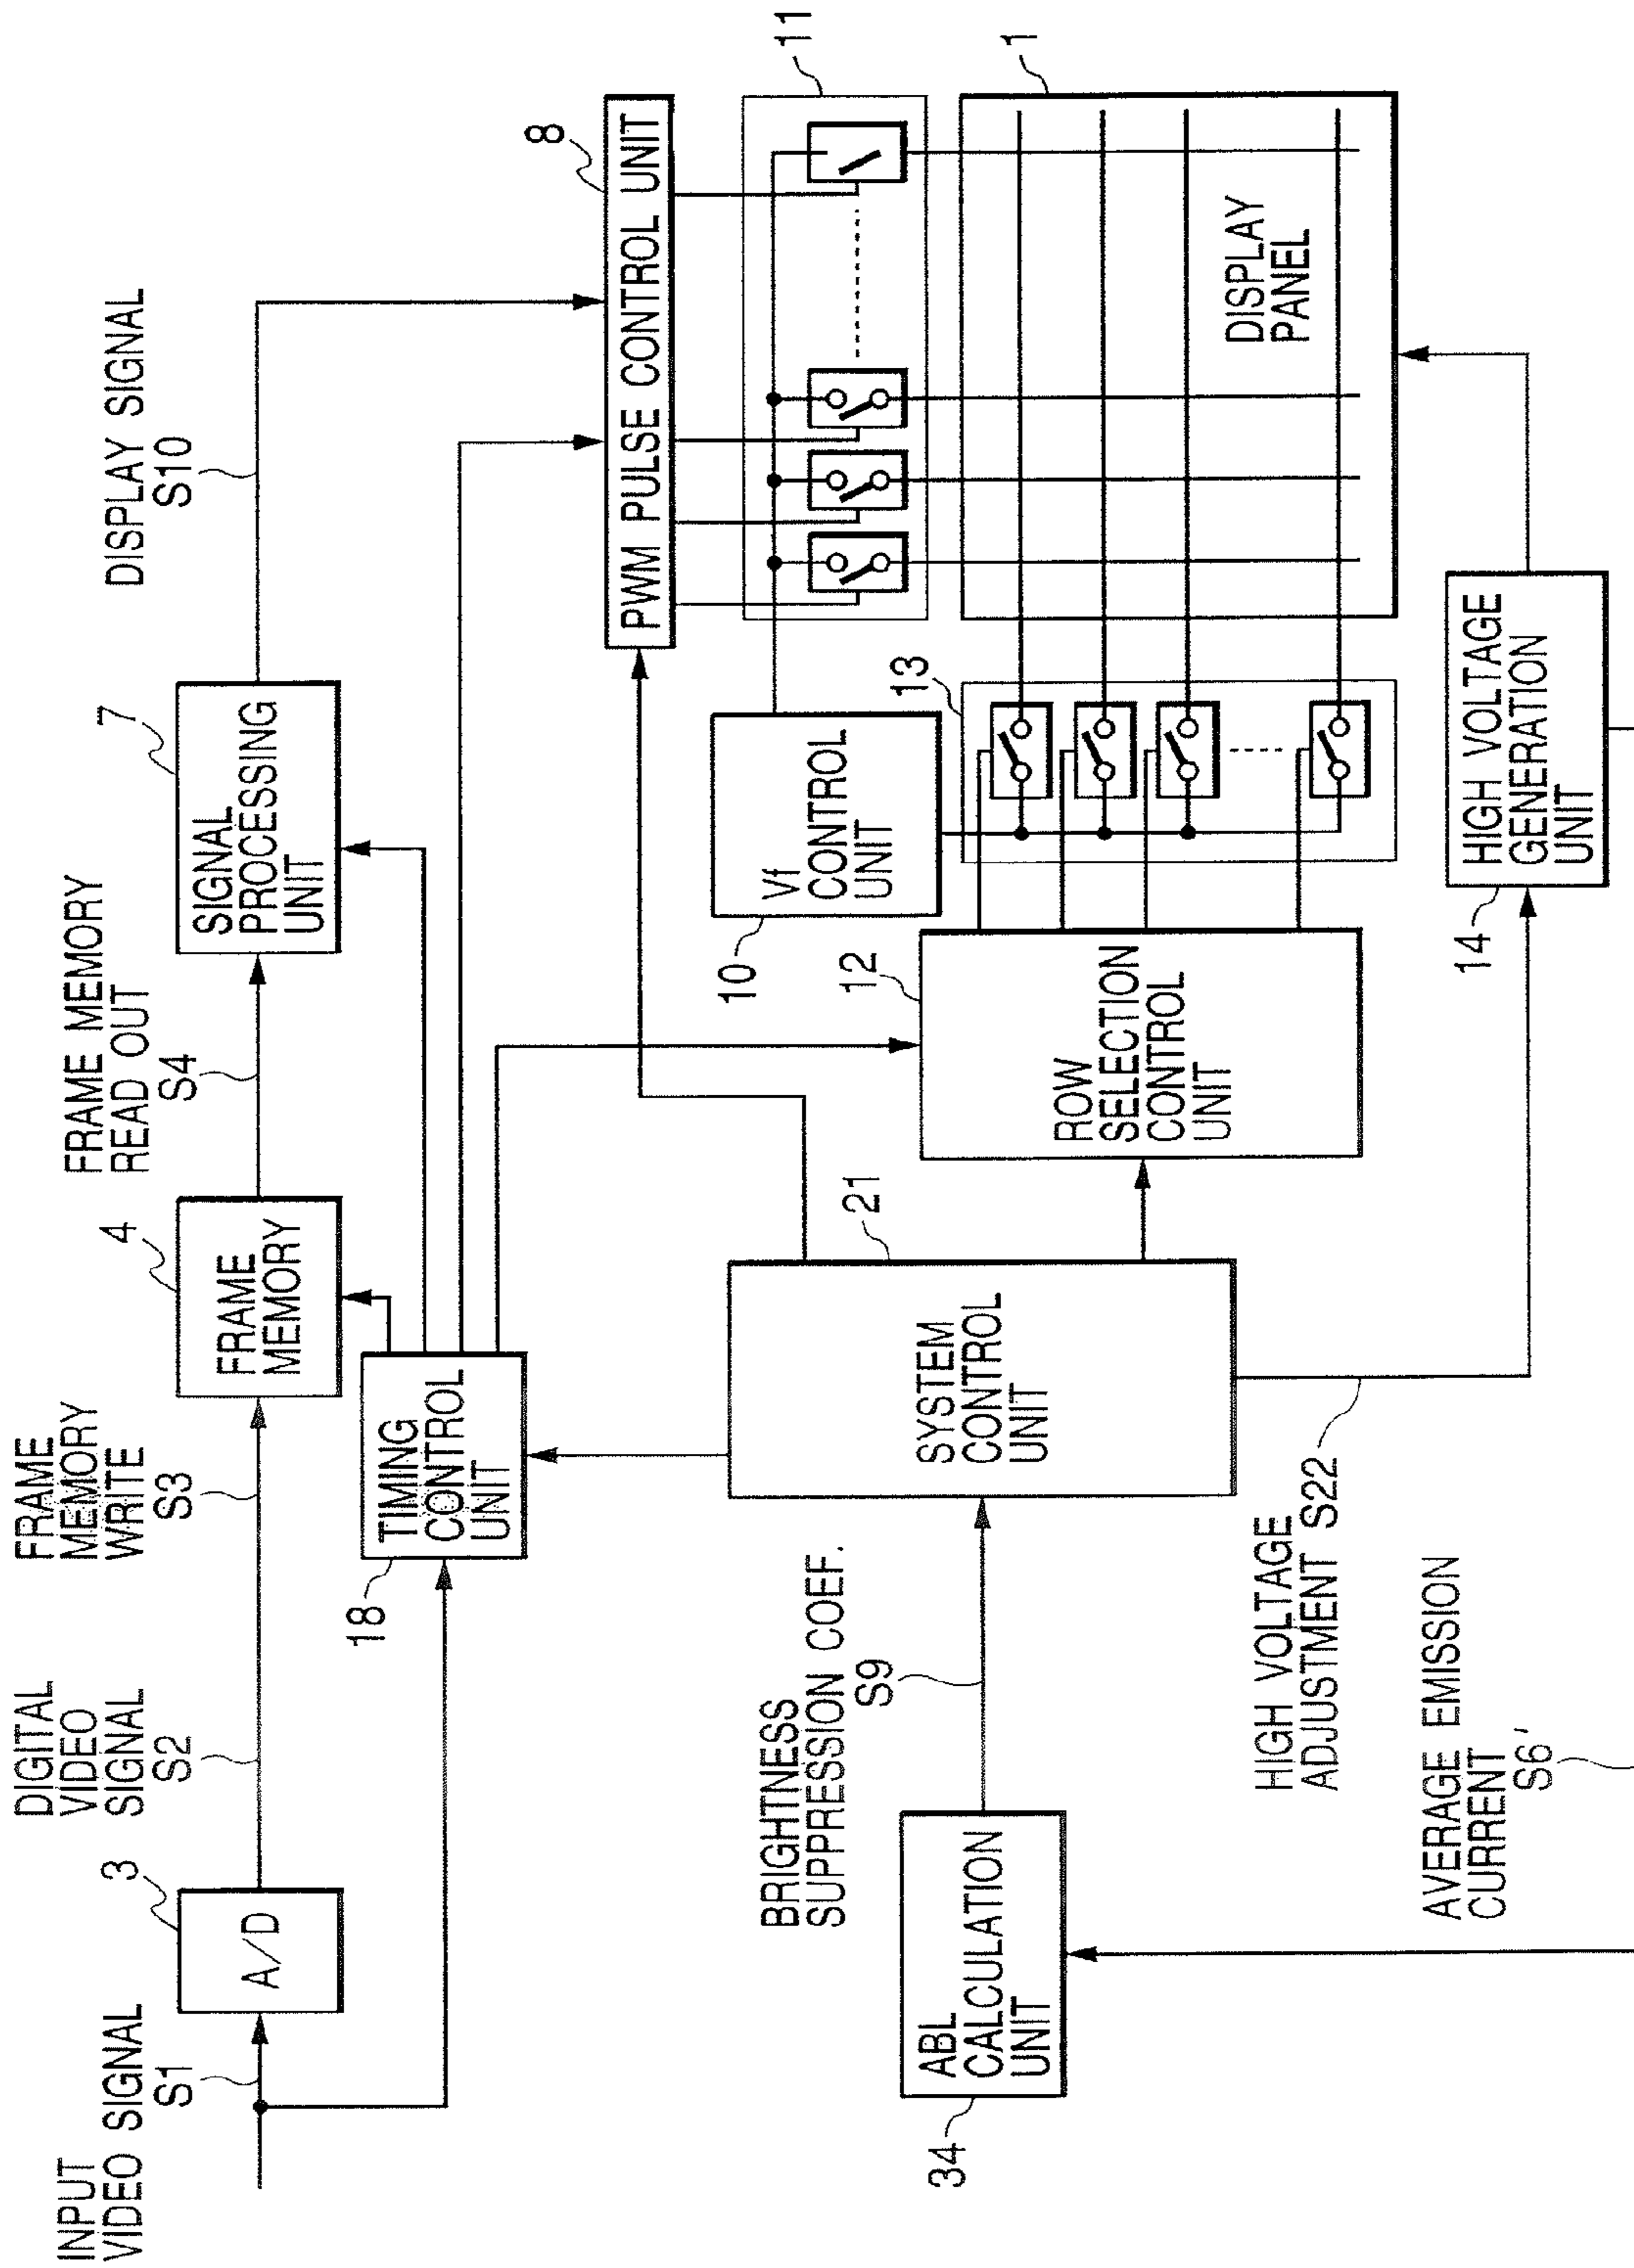 INPUT
VIDEO SIGNAL
S1
3
A/D
DIGITAL
VIDEO
SIGNAL
S2
FRAME
MEMORY
WRITE
S3
4
FRAME
MEMORY
FRAME MEMORY
READ OUT
S4
7
SIGNAL
PROCESSING
UNIT
DISPLAY SIGNAL
S10
18
TIMING
CONTROL
UNIT
8
PWM PULSE CONTROL UNIT
11
10
Vf
CONTROL
UNIT
13
1
DISPLAY
PANEL
12
ROW
SELECTION
CONTROL
UNIT
21
SYSTEM
CONTROL
UNIT
BRIGHTNESS
SUPPRESSION COEF.
S9
34
ABL
CALCULATION
UNIT
HIGH VOLTAGE
ADJUSTMENT S22
14
HIGH VOLTAGE
GENERATION
UNIT
AVERAGE EMISSION
CURRENT
S6'